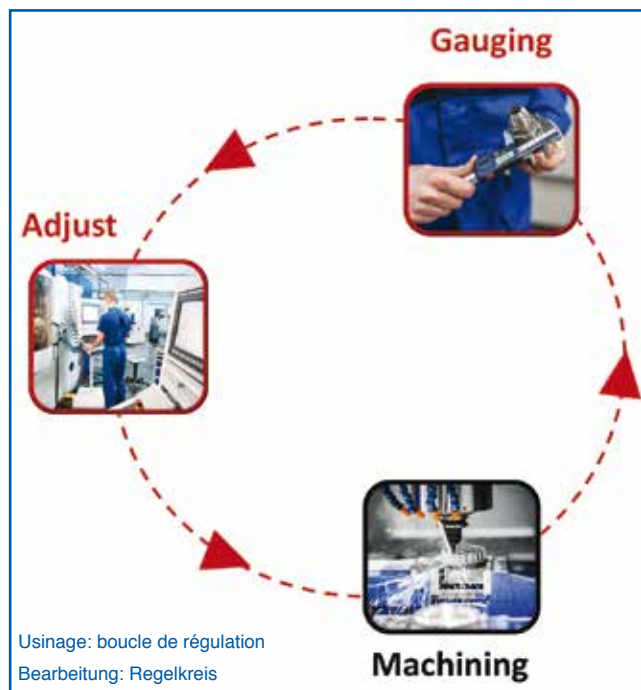 Gauging
Adjust
Machining
Usinage: boucle de régulation
Bearbeitung: Regelkreis